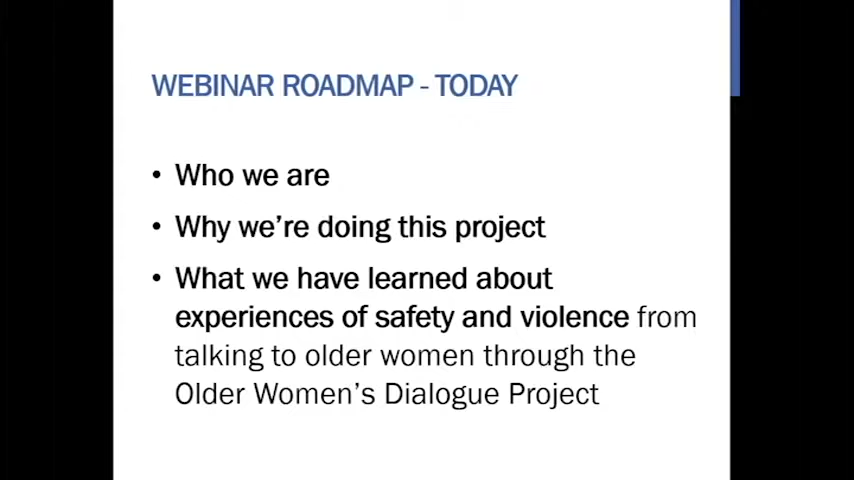 WEBINAR ROADMAP - TODAY
• Who we are
• Why we're doing this project
• What we have learned about
experiences of safety and violence from
talking to older women through the
Older Women's Dialogue Project